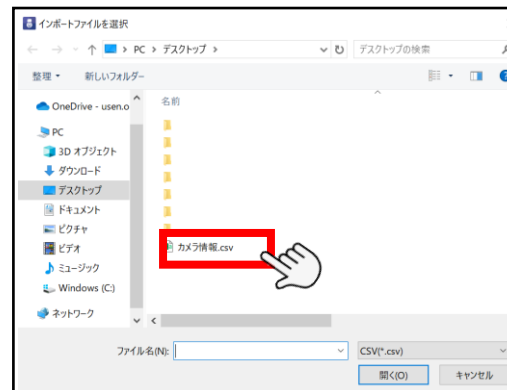 インポートファイルを選択
PC › デスクトップ ›
デスクトップの検索
整理
新しいフォルダー
名前
OneDrive - usen.o
PC
3D オブジェクト
ダウンロード
デスクトップ
ドキュメント
ピクチャ
ビデオ
ミュージック
Windows (C:)
ネットワーク
カメラ情報.csv
ファイル名(N):
CSV(*.csv)
開く(O)
キャンセル